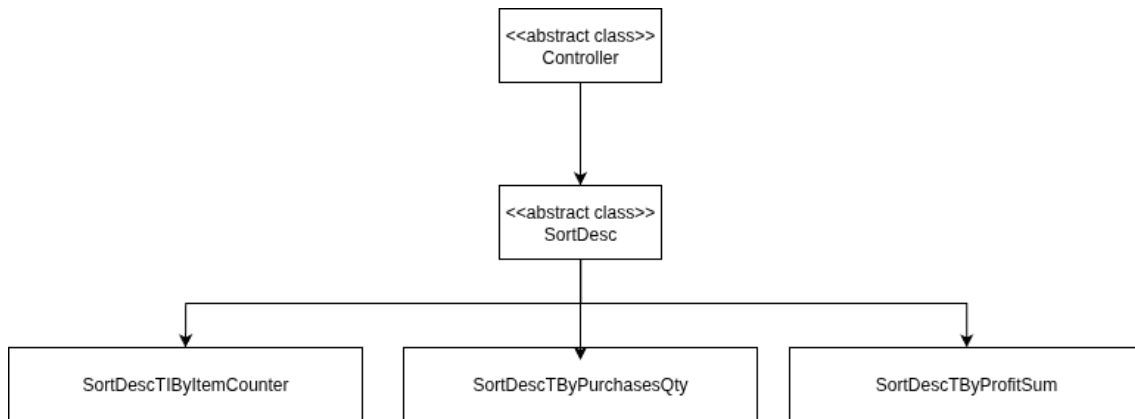 <<abstract class>>
Controller
<<abstract class>>
SortDesc
SortDescTIByItemCounter
SortDescTByPurchasesQty
SortDescTByProfitSum